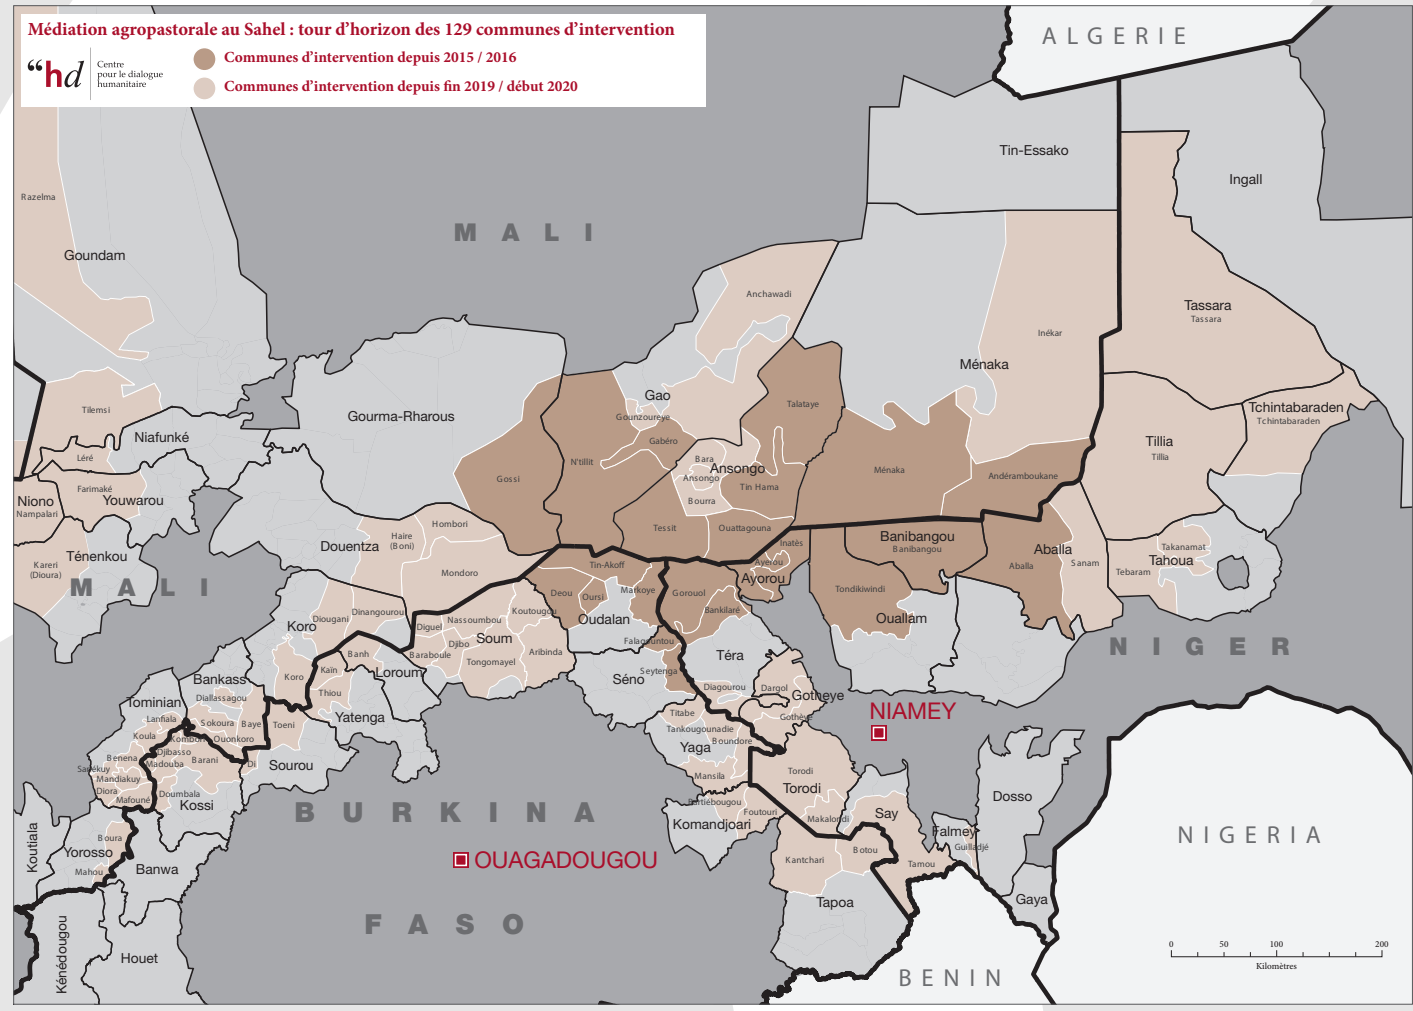 Médiation agropastorale au Sahel : tour d’horizon des 129 communes d’intervention
“hd
Centre
pour le dialogue
humanitaire
Communes d’intervention depuis 2015 / 2016
Communes d’intervention depuis fin 2019 / début 2020
ALGERIE
Tin-Essako
Ingall
Razelma
MALI
Goundam
Anchawadi
Tassara
Tassara
Inékar
Ménaka
Gao
Tilemsi
Gourma-Rharous
Gounzoureye
Talataye
Tchintabaraden
Tchintabaraden
Niafunké
Gabéro
Tillia
Tillia
Léré
N'tillit
Bara
Ansongo
Ansongo
Ménaka
Andéramboukane
Gossi
Farimaké
Youwarou
Tin Hama
Niono
Nampalari
Bourra
Hombori
Tessit
Ouattagouna
Haire
(Boni)
Douentza
Banibangou
Banibangou
Inatés
Aballa
Aballa
Takanamat
Tahoua
Ténenkou
Kareri
(Dioura)
Mondoro
Tin-Akoff
Ayérou
Ayorou
Sanam
Tebaram
MALI
Deou
Oursi
Markoye
Gorouol
Tondikiwindi
Bankilaré
Ouallam
Diougani
Dinangourou
Koutougou
Nassoumbou
Oudalan
Koro
Diguel
Djibo
Soum
Falagountou
NIGER
Banh
Baraboule
Tongomayel
Aribinda
Téra
Koro
Kaïn
Loroum
Séno
Seytenga
Bankass
Thiou
Diagourou
Dargol
Gotheye
Diallassagou
Tominian
Yatenga
Titabe
Gothèye
NIAMEY
Lanfiala
Sokoura
Baye
Toeni
Tankougounadie
Koula
Kombori
Ouonkoro
Boundore
Yaga
Djibasso
Benena
Madouba
Barani
Di
Sourou
Sanékuy
Mandiakuy
Mansila
Torodi
Torodi
Diora
Mafouné
Doumbala
Kossi
Dosso
Partiébougou
Foutouri
BURKINA
Komandjoari
Makalondi
Say
Koutiala
Boura
Falmey
Guilladjé
NIGERIA
Yorosso
Mahou
Banwa
OUAGADOUGOU
Kantchari
Botou
Tamou
Tapoa
Gaya
FASO
Kénédougou
Houet
BENIN
0 50 100 200
Kilomètres